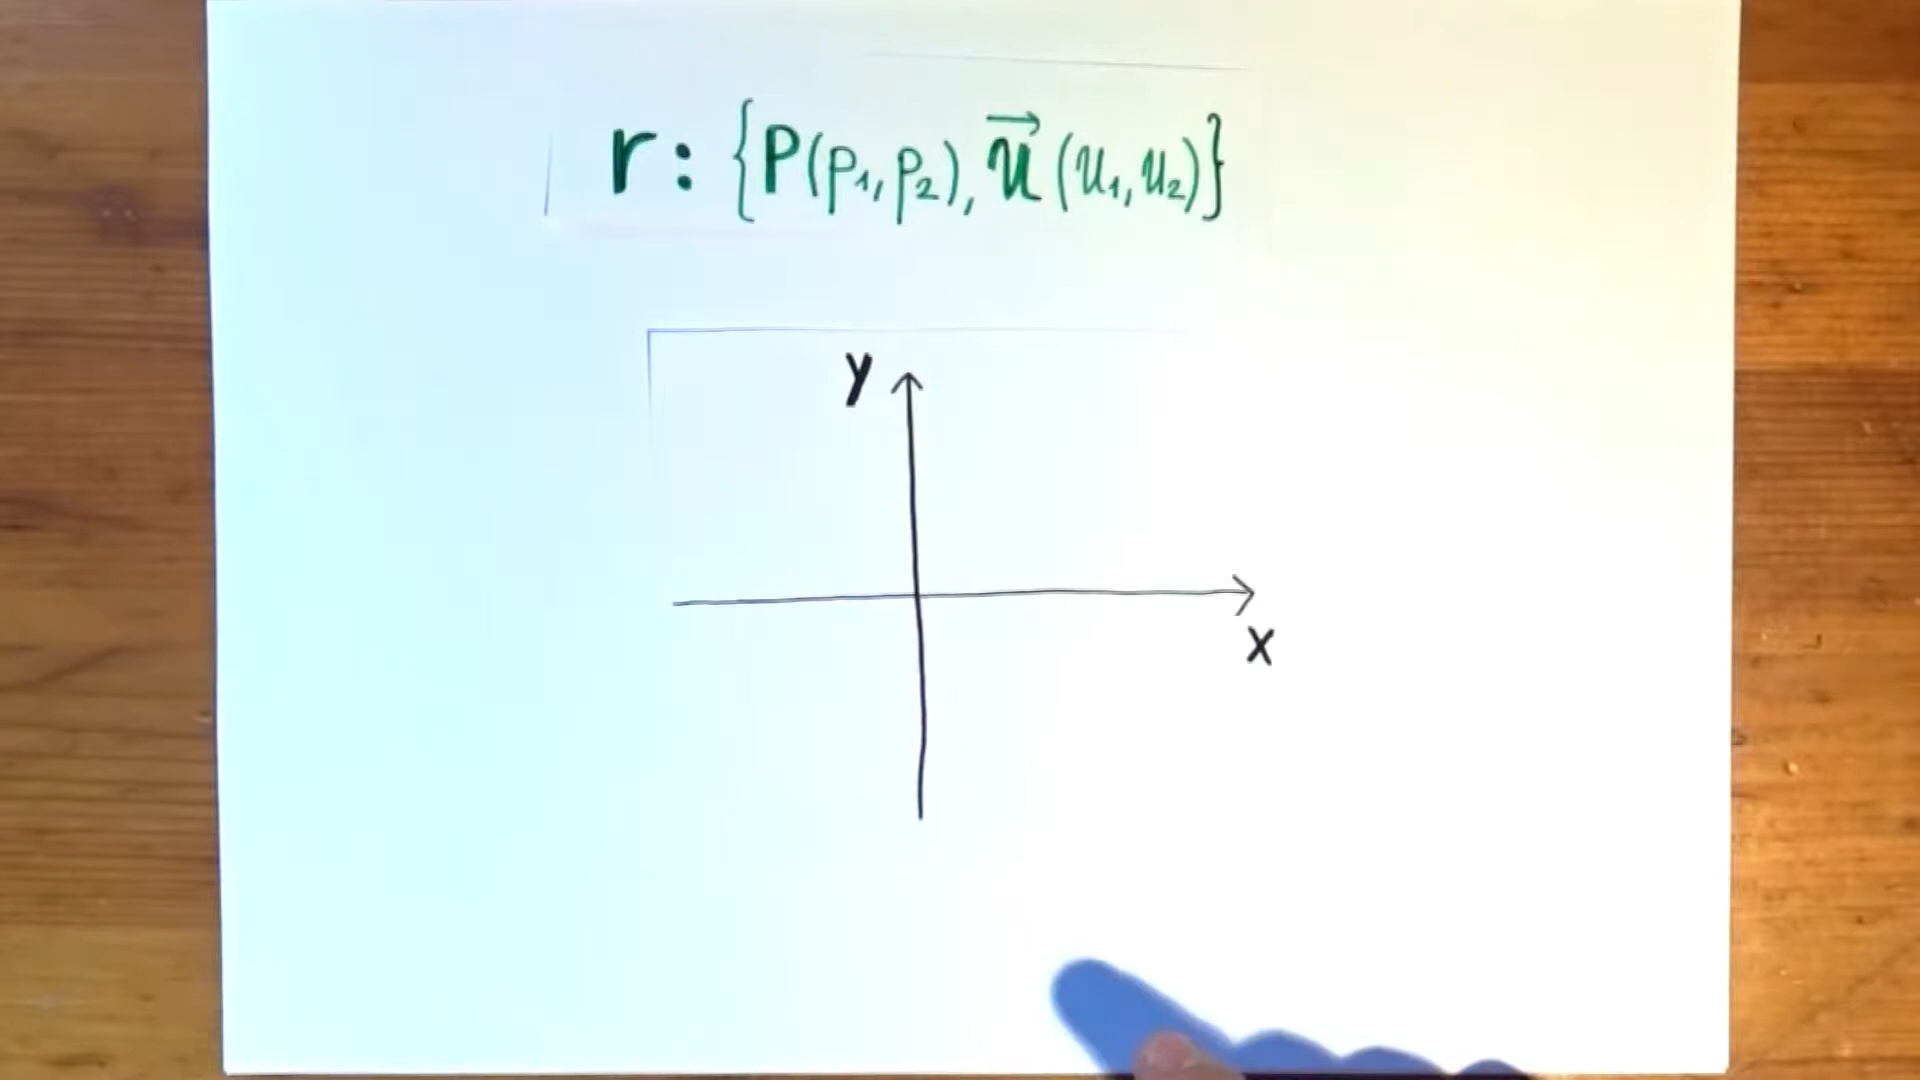 r: {P(p₁,p₂), u⃗ (u₁,u₂)}
y
x